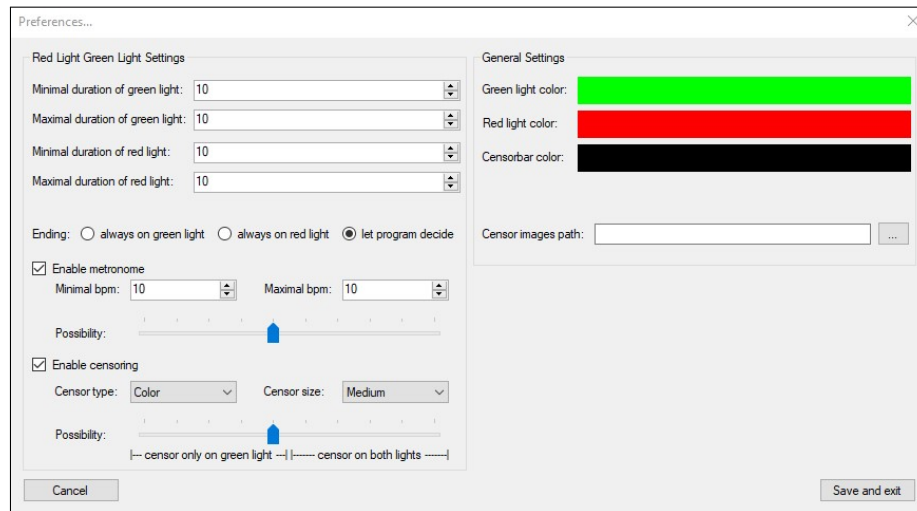 Preferences...
Red Light Green Light Settings
Minimal duration of green light: 10
Maximal duration of green light: 10
Minimal duration of red light: 10
Maximal duration of red light: 10
Ending: always on green light always on red light let program decide
Enable metronome
Minimal bpm: 10 Maximal bpm: 10
Possibility:
Enable censoring
Censor type: Color Censor size: Medium
Possibility:
|--- censor only on green light ---| |------- censor on both lights -------|
Cancel
General Settings
Green light color:
Red light color:
Censorbar color:
Censor images path: ...
Save and exit